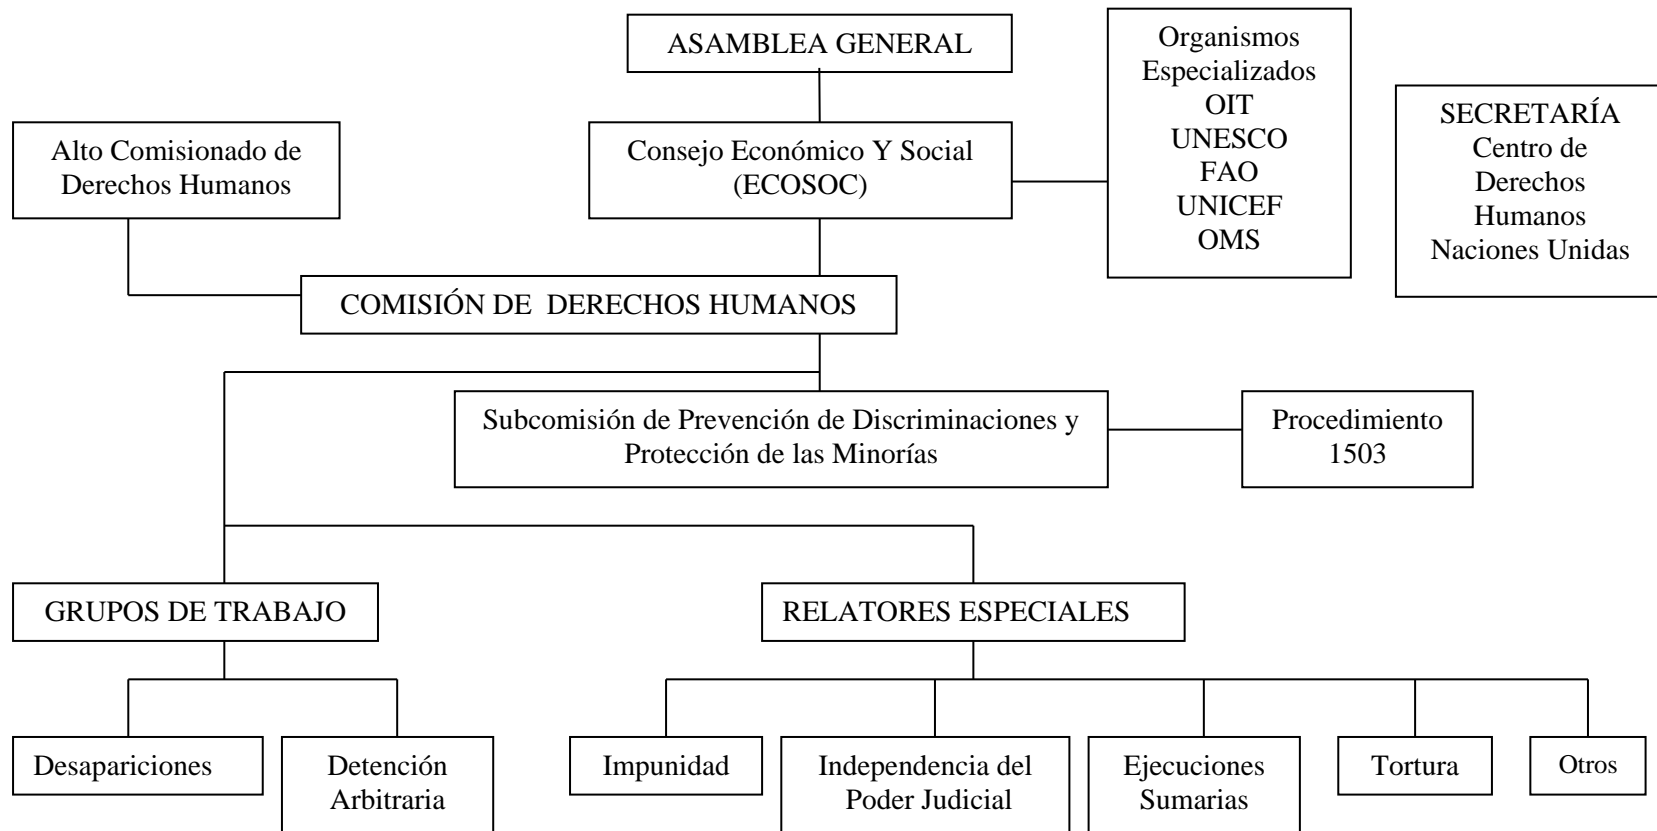 ASAMBLEA GENERAL
Organismos
Especializados
OIT
UNESCO
FAO
UNICEF
OMS
SECRETARÍA
Centro de
Derechos
Humanos
Naciones Unidas
Alto Comisionado de
Derechos Humanos
Consejo Económico Y Social
(ECOSOC)
COMISIÓN DE DERECHOS HUMANOS
Subcomisión de Prevención de Discriminaciones y
Protección de las Minorías
Procedimiento
1503
GRUPOS DE TRABAJO
RELATORES ESPECIALES
Desapariciones
Detención
Arbitraria
Impunidad
Independencia del
Poder Judicial
Ejecuciones
Sumarias
Tortura
Otros